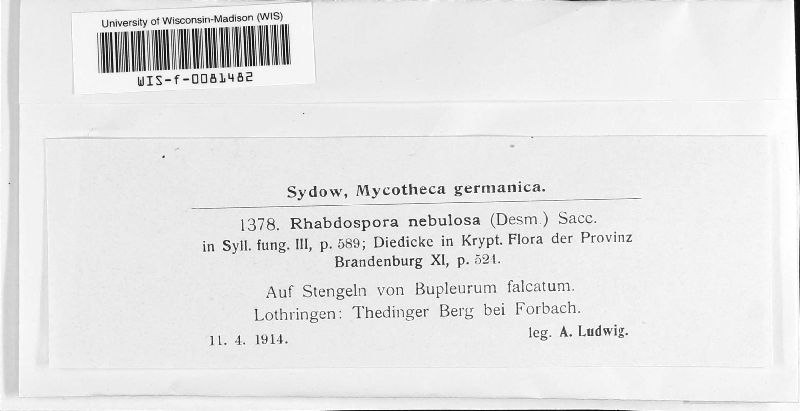 University of Wisconsin-Madison (WIS)
WIS-f-0081482
Sydow, Mycotheca germanica.
1378. Rhabdospora nebulosa (Desm.) Sacc.
in Syll. fung. III, p. 589; Diedicke in Krypt. Flora der Provinz
Brandenburg XI, p. 524.
Auf Stengeln von Bupleurum falcatum.
Lothringen: Thedinger Berg bei Forbach.
11. 4. 1914. leg. A. Ludwig.